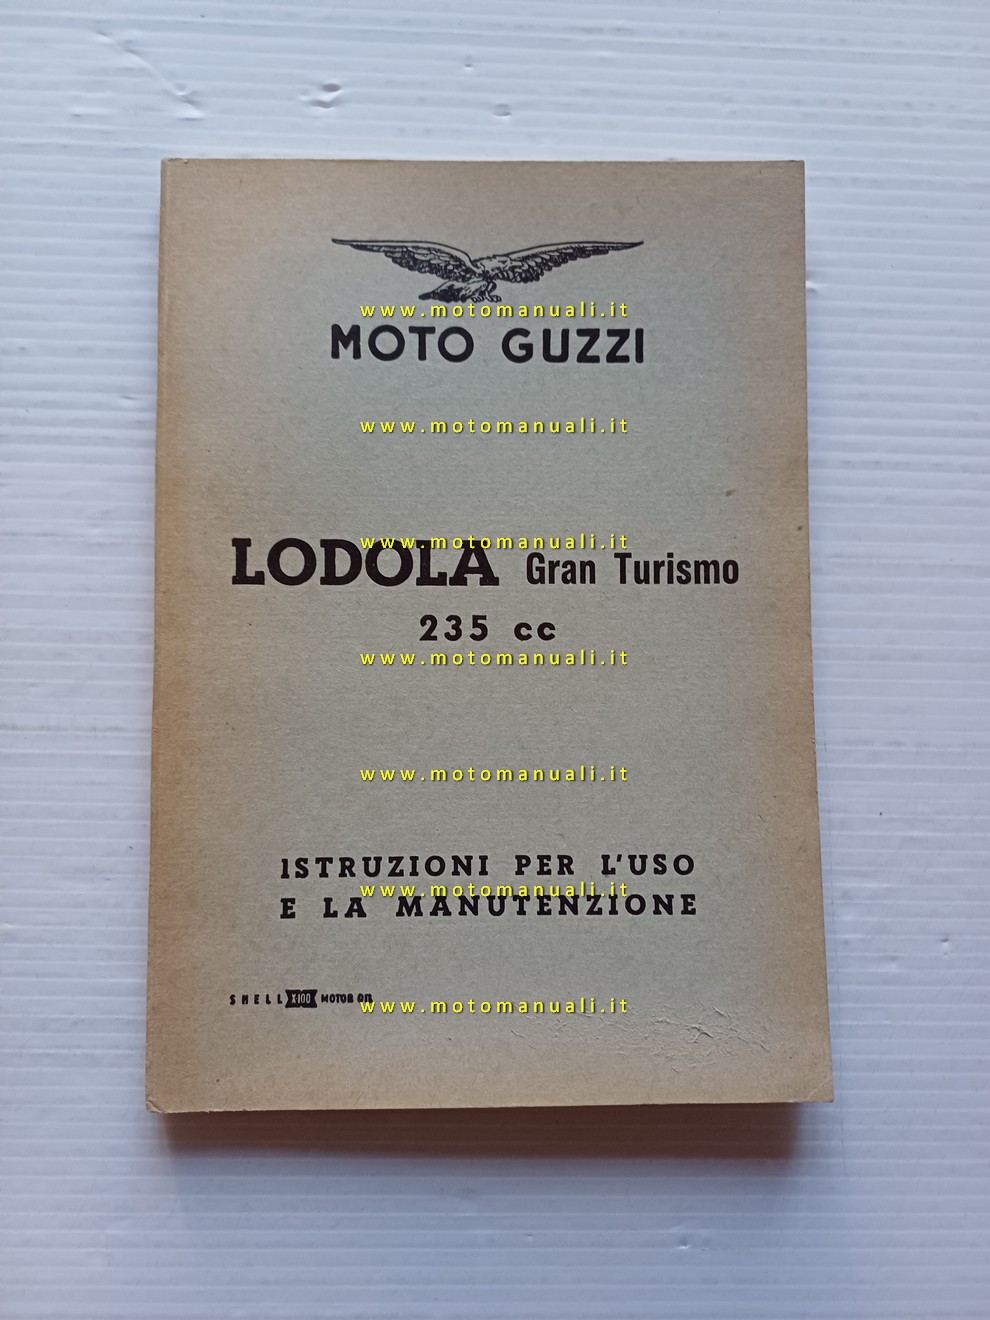 www.motomanuali.it
MOTO GUZZI
www.motomanuali.it
www.motomanuali.it
LODOLA Gran Turismo
235 cc
www.motomanuali.it
www.motomanuali.it
ISTRUZIONI PER L'USO
www.motomanuali.it
E LA MANUTENZIONE
SHELL X-100 MOTOR OIL
www.motomanuali.it